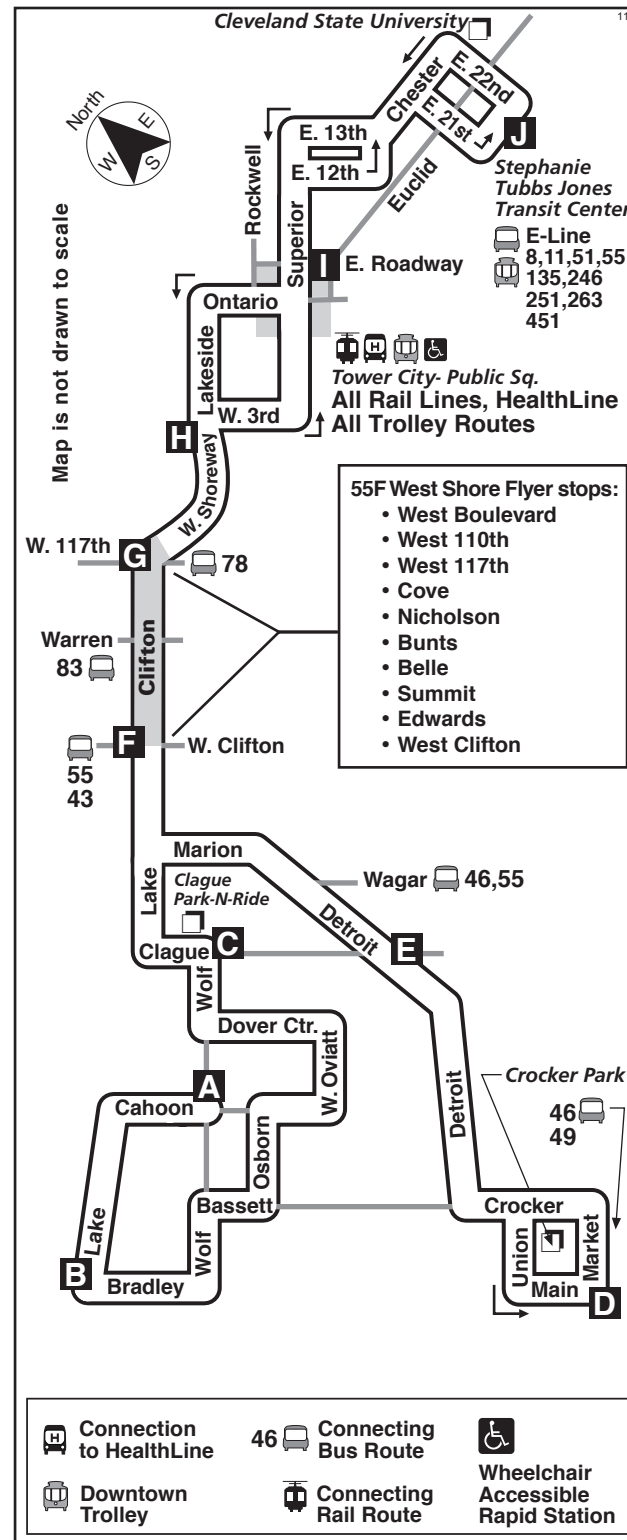 Cleveland State University
11
North
W
E
S
Map is not drawn to scale
Chester
E. 22nd
E. 21st
J
Stephanie
Tubbs Jones
Transit Center
E-Line
8,11,51,55
135,246
251,263
451
E. 13th
E. 12th
Rockwell
Superior
Euclid
I
E. Roadway
Ontario
Lakeside
W. 3rd
H
H
Tower City- Public Sq.
All Rail Lines, HealthLine
All Trolley Routes
W. Shoreway
55F West Shore Flyer stops:
• West Boulevard
• West 110th
• West 117th
• Cove
• Nicholson
• Bunts
• Belle
• Summit
• Edwards
• West Clifton
W. 117th
G
78
Warren
83
Clifton
F
W. Clifton
55
43
Marion
Lake
Clague
Park-N-Ride
Wagar
46,55
Detroit
Clague
C
E
Wolf
Dover Ctr.
W. Oviatt
A
Cahoon
Osborn
Detroit
Crocker Park
46
49
Lake
Bassett
Wolf
Crocker
Union
Market
B
Bradley
Main
D
H
Connection
to HealthLine
46
Connecting
Bus Route
Wheelchair
Accessible
Rapid Station
Downtown
Trolley
Connecting
Rail Route